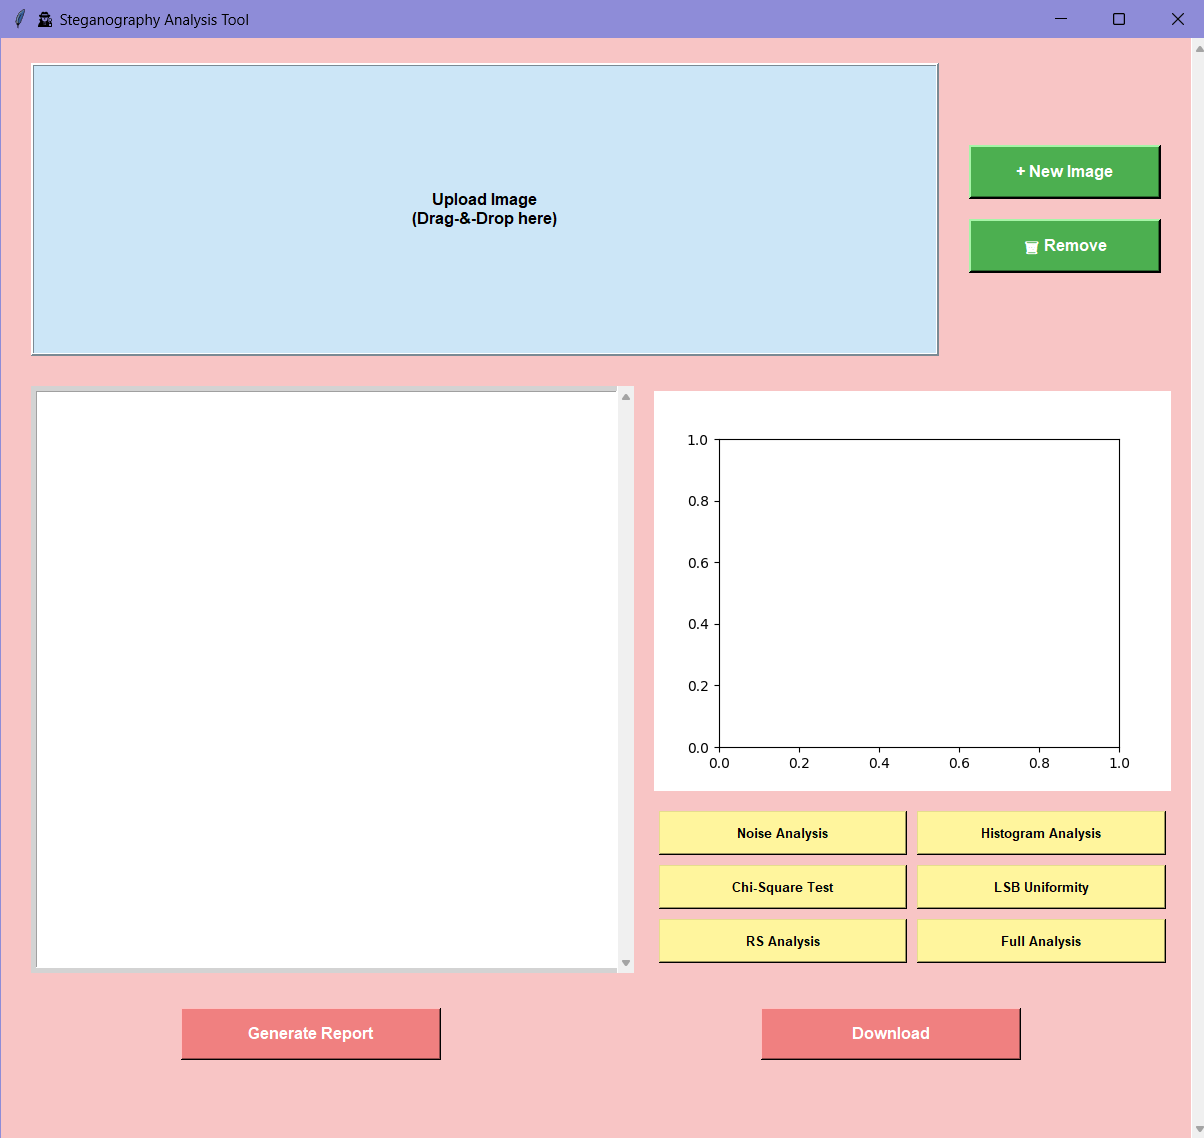 Steganography Analysis Tool
Upload Image
(Drag-&-Drop here)
+ New Image
Remove
1.0
0.8
0.6
0.4
0.2
0.0
0.0 0.2 0.4 0.6 0.8 1.0
Noise Analysis
Histogram Analysis
Chi-Square Test
LSB Uniformity
RS Analysis
Full Analysis
Generate Report
Download